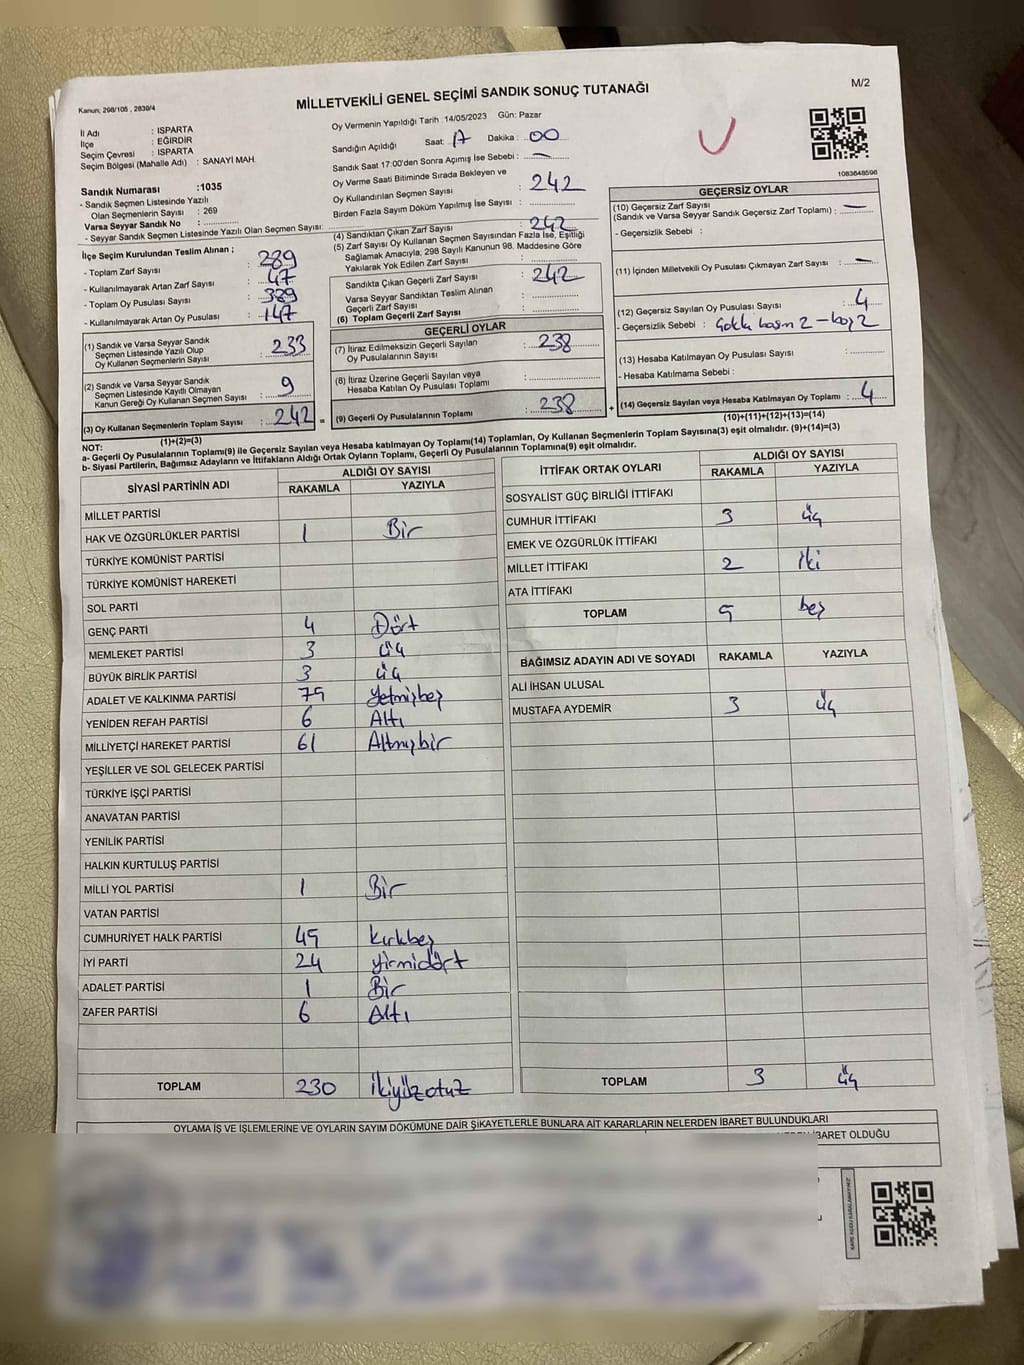 Kanun; 298/105 , 2839/4
MİLLETVEKİLİ GENEL SEÇİMİ SANDIK SONUÇ TUTANAĞI
M/2
İl Adı : ISPARTA
İlçe : EĞİRDİR
Seçim Çevresi : ISPARTA
Seçim Bölgesi (Mahalle Adı) : SANAYİ MAH.
Sandık Numarası :1035
- Sandık Seçmen Listesinde Yazılı
Olan Seçmenlerin Sayısı : 269
Varsa Seyyar Sandık No :
- Seyyar Sandık Seçmen Listesinde Yazılı Olan Seçmen Sayısı:
Oy Vermenin Yapıldığı Tarih :14/05/2023 Gün: Pazar
Sandığın Açıldığı Saat: Dakika: 00
Sandık Saat 17:00'den Sonra Açımış İse Sebebi : —
Oy Verme Saati Bitiminde Sırada Bekleyen ve
Oy Kullandırılan Seçmen Sayısı : 242
Birden Fazla Sayım Döküm Yapılmış İse Sayısı :
1083648596
İlçe Seçim Kurulundan Teslim Alınan ;
- Toplam Zarf Sayısı : 289
- Kullanılmayarak Artan Zarf Sayısı : 47
- Toplam Oy Pusulası Sayısı : 389
- Kullanılmayarak Artan Oy Pusulası : 147
(1) Sandık ve Varsa Seyyar Sandık
Seçmen Listesinde Yazılı Olup
Oy Kullanan Seçmenlerin Sayısı : 233
(2) Sandık ve Varsa Seyyar Sandık
Seçmen Listesinde Kayıtlı Olmayan
Kanun Gereği Oy Kullanan Seçmen Sayısı : 9
(3) Oy Kullanan Seçmenlerin Toplam Sayısı : 242 =
(1)+(2)=(3)
(4) Sandıktan Çıkan Zarf Sayısı : 242
(5) Zarf Sayısı Oy Kullanan Seçmen Sayısından Fazla İse, Eşitliği
Sağlamak Amacıyla, 298 Sayılı Kanunun 98. Maddesine Göre
Yakılarak Yok Edilen Zarf Sayısı :
Sandıkta Çıkan Geçerli Zarf Sayısı : 242
Varsa Seyyar Sandıktan Teslim Alınan
Geçerli Zarf Sayısı :
(6) Toplam Geçerli Zarf Sayısı :
GEÇERLİ OYLAR
(7) İtiraz Edilmeksizin Geçerli Sayılan
Oy Pusulalarının Sayısı : 238
(8) İtiraz Üzerine Geçerli Sayılan veya
Hesaba Katılan Oy Pusulası Toplamı :
(9) Geçerli Oy Pusulalarının Toplamı : 238 +
GEÇERSİZ OYLAR
(10) Geçersiz Zarf Sayısı : —
(Sandık ve Varsa Seyyar Sandık Geçersiz Zarf Toplamı)
- Geçersizlik Sebebi :
(11) İçinden Milletvekili Oy Pusulası Çıkmayan Zarf Sayısı : —
(12) Geçersiz Sayılan Oy Pusulası Sayısı : 4
- Geçersizlik Sebebi : 2 - boş 2
(13) Hesaba Katılmayan Oy Pusulası Sayısı :
- Hesaba Katılmama Sebebi :
(14) Geçersiz Sayılan veya Hesaba Katılmayan Oy Toplamı : 4
(10)+(11)+(12)+(13)=(14)
NOT:
a- Geçerli Oy Pusulalarının Toplamı(9) ile Geçersiz Sayılan veya Hesaba katılmayan Oy Toplamı(14) Toplamları, Oy Kullanan Seçmenlerin Toplam Sayısına(3) eşit olmalıdır. (9)+(14)=(3)
b- Siyasi Partilerin, Bağımsız Adayların ve İttifakların Aldığı Ortak Oyların Toplamı, Geçerli Oy Pusulalarının Toplamına(9) eşit olmalıdır.
SİYASİ PARTİNİN ADI
ALDIĞI OY SAYISI
RAKAMLA YAZIYLA
MİLLET PARTİSİ
HAK VE ÖZGÜRLÜKLER PARTİSİ 1 Bir
TÜRKİYE KOMÜNİST PARTİSİ
TÜRKİYE KOMÜNİST HAREKETİ
SOL PARTİ
GENÇ PARTİ 4 Dört
MEMLEKET PARTİSİ 3 üç
BÜYÜK BİRLİK PARTİSİ 3 üç
ADALET VE KALKINMA PARTİSİ 75 yetmişbeş
YENİDEN REFAH PARTİSİ 6 Altı
MİLLİYETÇİ HAREKET PARTİSİ 61 Altmışbir
YEŞİLLER VE SOL GELECEK PARTİSİ
TÜRKİYE İŞÇİ PARTİSİ
ANAVATAN PARTİSİ
YENİLİK PARTİSİ
HALKIN KURTULUŞ PARTİSİ
MİLLİ YOL PARTİSİ 1 Bir
VATAN PARTİSİ
CUMHURİYET HALK PARTİSİ 45 kırkbeş
İYİ PARTİ 24 yirmidört
ADALET PARTİSİ 1 Bir
ZAFER PARTİSİ 6 Altı
TOPLAM 230 ikiyüzotuz
İTTİFAK ORTAK OYLARI
ALDIĞI OY SAYISI
RAKAMLA YAZIYLA
SOSYALİST GÜÇ BİRLİĞİ İTTİFAKI
CUMHUR İTTİFAKI 3 üç
EMEK VE ÖZGÜRLÜK İTTİFAKI
MİLLET İTTİFAKI 2 iki
ATA İTTİFAKI
TOPLAM 5 beş
BAĞIMSIZ ADAYIN ADI VE SOYADI RAKAMLA YAZIYLA
ALİ İHSAN ULUSAL
MUSTAFA AYDEMİR 3 üç
TOPLAM 3 üç
OYLAMA İŞ VE İŞLEMLERİNE VE OYLARIN SAYIM DÖKÜMÜNE DAİR ŞİKAYETLERLE BUNLARA AİT KARARLARIN NELERDEN İBARET BULUNDUKLARI
İBARET OLDUĞU